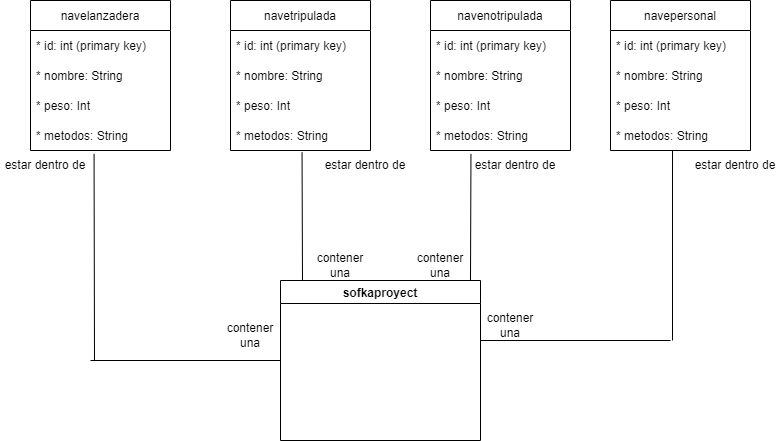 navelanzadera
* id: int (primary key)
* nombre: String
* peso: Int
* metodos: String
navetripulada
* id: int (primary key)
* nombre: String
* peso: Int
* metodos: String
navenotripulada
* id: int (primary key)
* nombre: String
* peso: Int
* metodos: String
navepersonal
* id: int (primary key)
* nombre: String
* peso: Int
* metodos: String
estar dentro de
estar dentro de
estar dentro de
estar dentro de
contener
una
contener
una
sofkaproyect
contener
una
contener
una